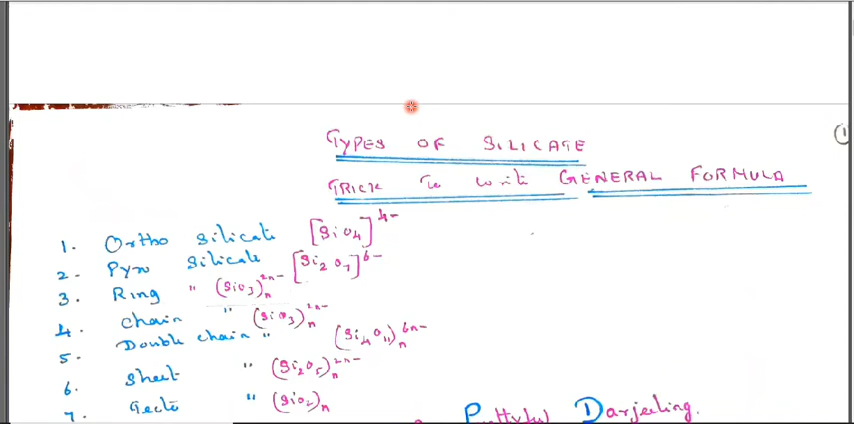 TYPES OF SILICATE
1
TRICK To write GENERAL FORMULA
1. Ortho Silicate [SiO4]4-
2- Pyro Silicate [Si2O7]6-
3. Ring " (SiO3)n2n-
4. chain " (SiO3)n2n-
5. Double chain " (Si4O11)n6n-
6. Sheet " (Si2O5)n2n-
7. Tecto " (SiO2)n
Darjeeling.